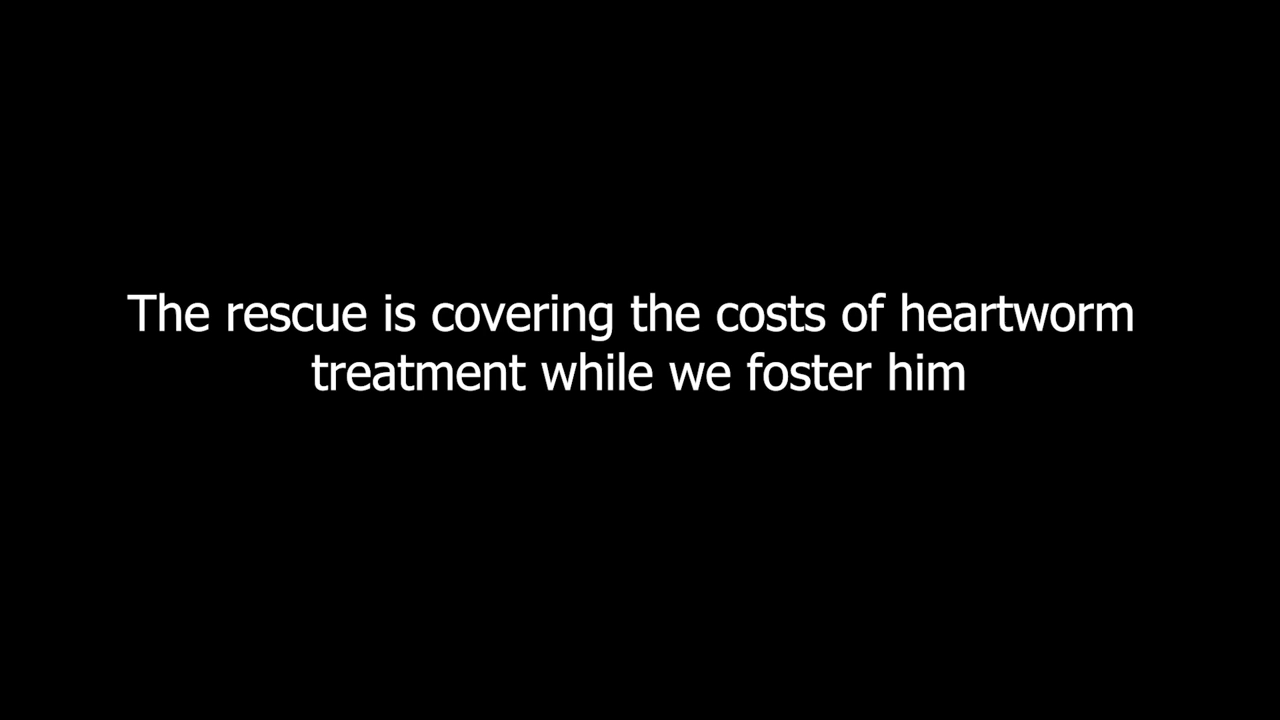 The rescue is covering the costs of heartworm
treatment while we foster him